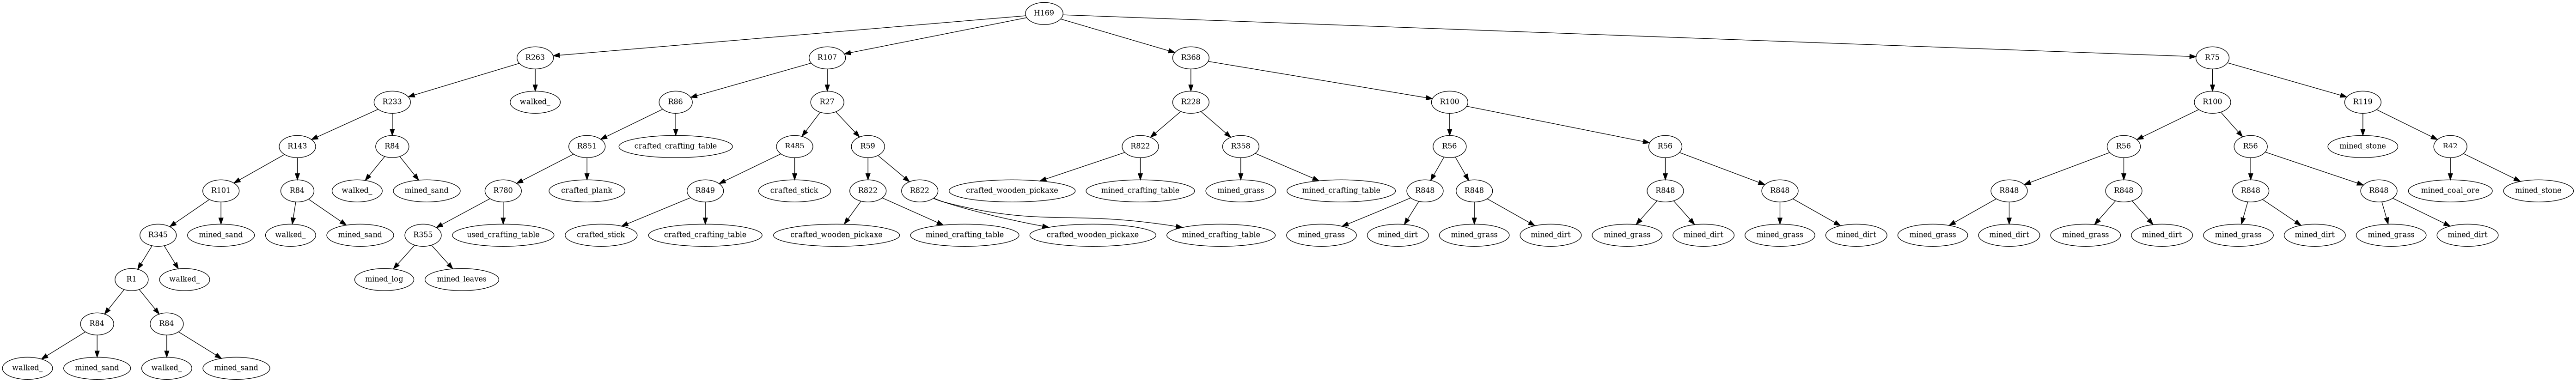 H169
R263 R107 R368 R75
R233 walked_ R86 R27 R228 R100 R100 R119
R143 R84 R851 crafted_crafting_table R485 R59 R822 R358 R56 R56 R56 R56 mined_stone R42
R101 R84 walked_ mined_sand R780 crafted_plank R849 crafted_stick R822 R822 crafted_wooden_pickaxe mined_crafting_table mined_grass mined_crafting_table R848 R848 R848 R848 R848 R848 R848 R848 mined_coal_ore mined_stone
R345 mined_sand walked_ mined_sand R355 used_crafting_table crafted_stick crafted_crafting_table crafted_wooden_pickaxe mined_crafting_table crafted_wooden_pickaxe mined_crafting_table mined_grass mined_dirt mined_grass mined_dirt mined_grass mined_dirt mined_grass mined_dirt mined_grass mined_dirt mined_grass mined_dirt mined_grass mined_dirt mined_grass mined_dirt
R1 walked_ mined_log mined_leaves
R84 R84
walked_ mined_sand walked_ mined_sand